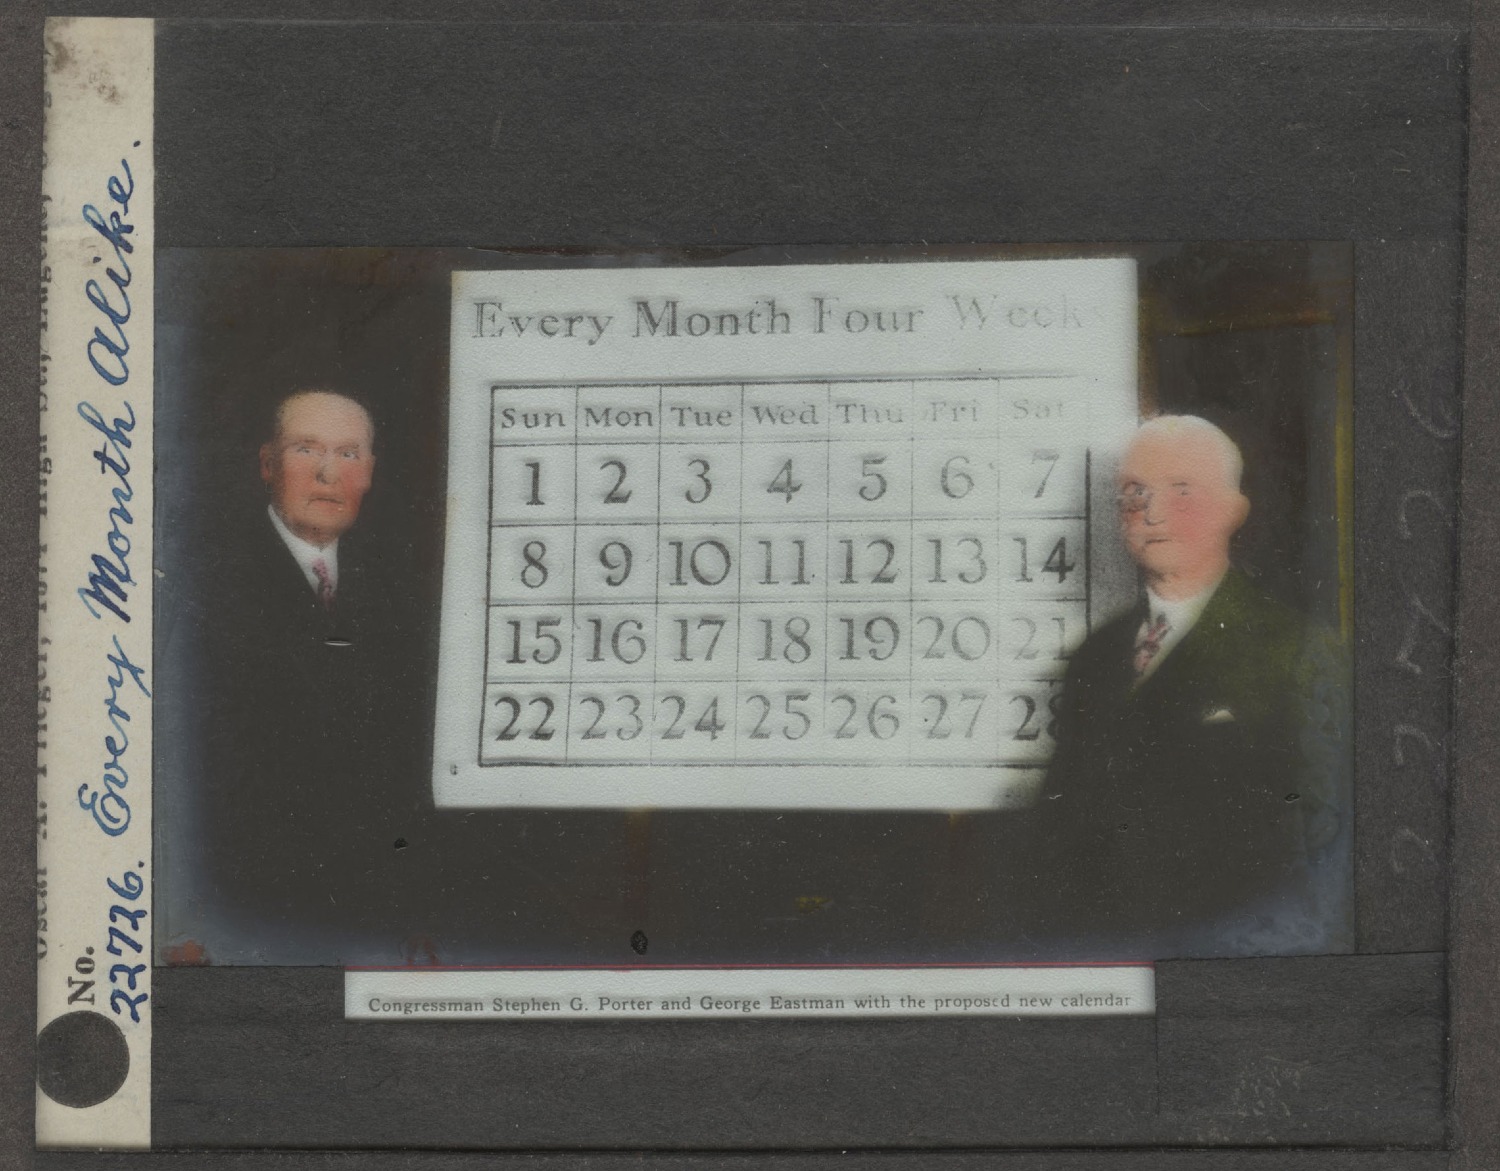 No. 22726. Every Month Alike.
Every Month Four Week
Sun Mon Tue Wed Thu Fri Sat
1 2 3 4 5 6 7
8 9 10 11 12 13 14
15 16 17 18 19 20 21
22 23 24 25 26 27 28
Congressman Stephen G. Porter and George Eastman with the proposed new calendar
22726